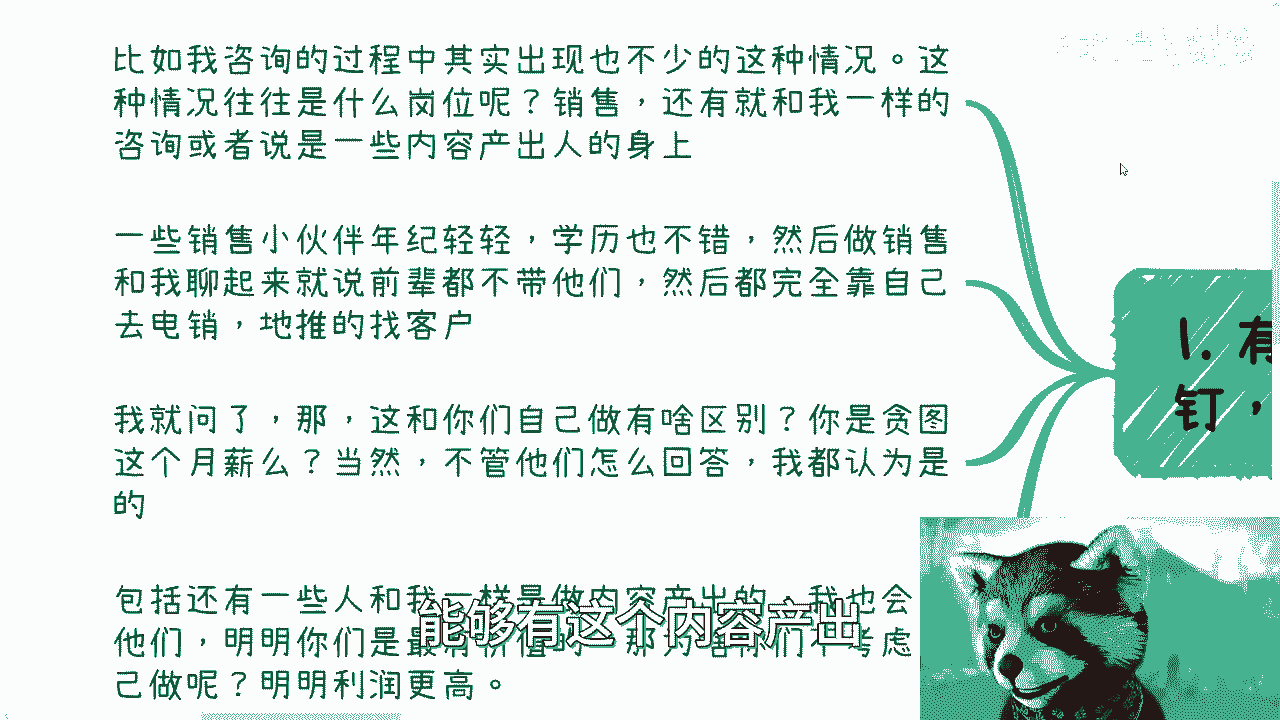 比如我咨询的过程中其实出现也不少的这种情况。这
种情况往往是什么岗位呢？销售，还有就和我一样的
咨询或者说是一些内容产出人的身上
一些销售小伙伴年纪轻轻，学历也不错，然后做销售
和我聊起来就说前辈都不带他们，然后都完全靠自己
去电销，地推的找客户
我就问了，那，这和你们自己做有啥区别？你是贪图
这个月薪么？当然，不管他们怎么回答，我都认为是
的
包括还有一些人和我一样是做内容产出的，我也会
他们，明明你们是最有价值的，那为啥你们不考虑
己做呢？明明利润更高。
1. 有
钉，
能够有这个内容产出